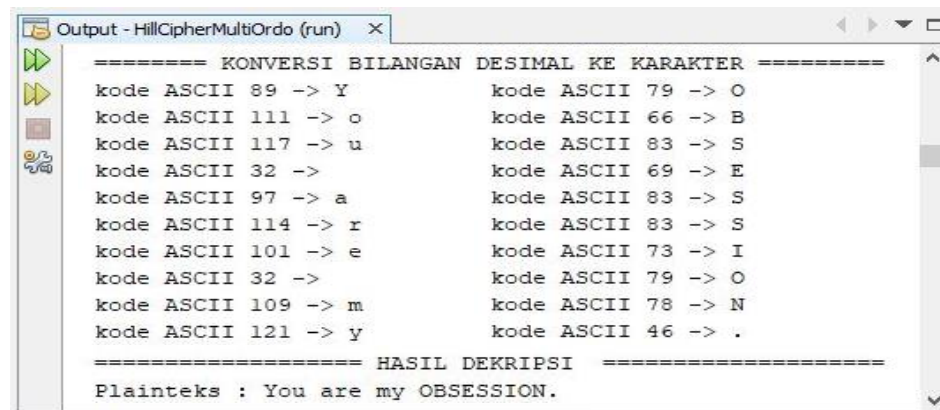 Output - HillCipherMultiOrdo (run) ×
======== KONVERSI BILANGAN DESIMAL KE KARAKTER =========
kode ASCII 89 -> Y kode ASCII 79 -> O
kode ASCII 111 -> o kode ASCII 66 -> B
kode ASCII 117 -> u kode ASCII 83 -> S
kode ASCII 32 -> kode ASCII 69 -> E
kode ASCII 97 -> a kode ASCII 83 -> S
kode ASCII 114 -> r kode ASCII 83 -> S
kode ASCII 101 -> e kode ASCII 73 -> I
kode ASCII 32 -> kode ASCII 79 -> O
kode ASCII 109 -> m kode ASCII 78 -> N
kode ASCII 121 -> y kode ASCII 46 -> .
=================== HASIL DEKRIPSI ====================
Plainteks : You are my OBSESSION.